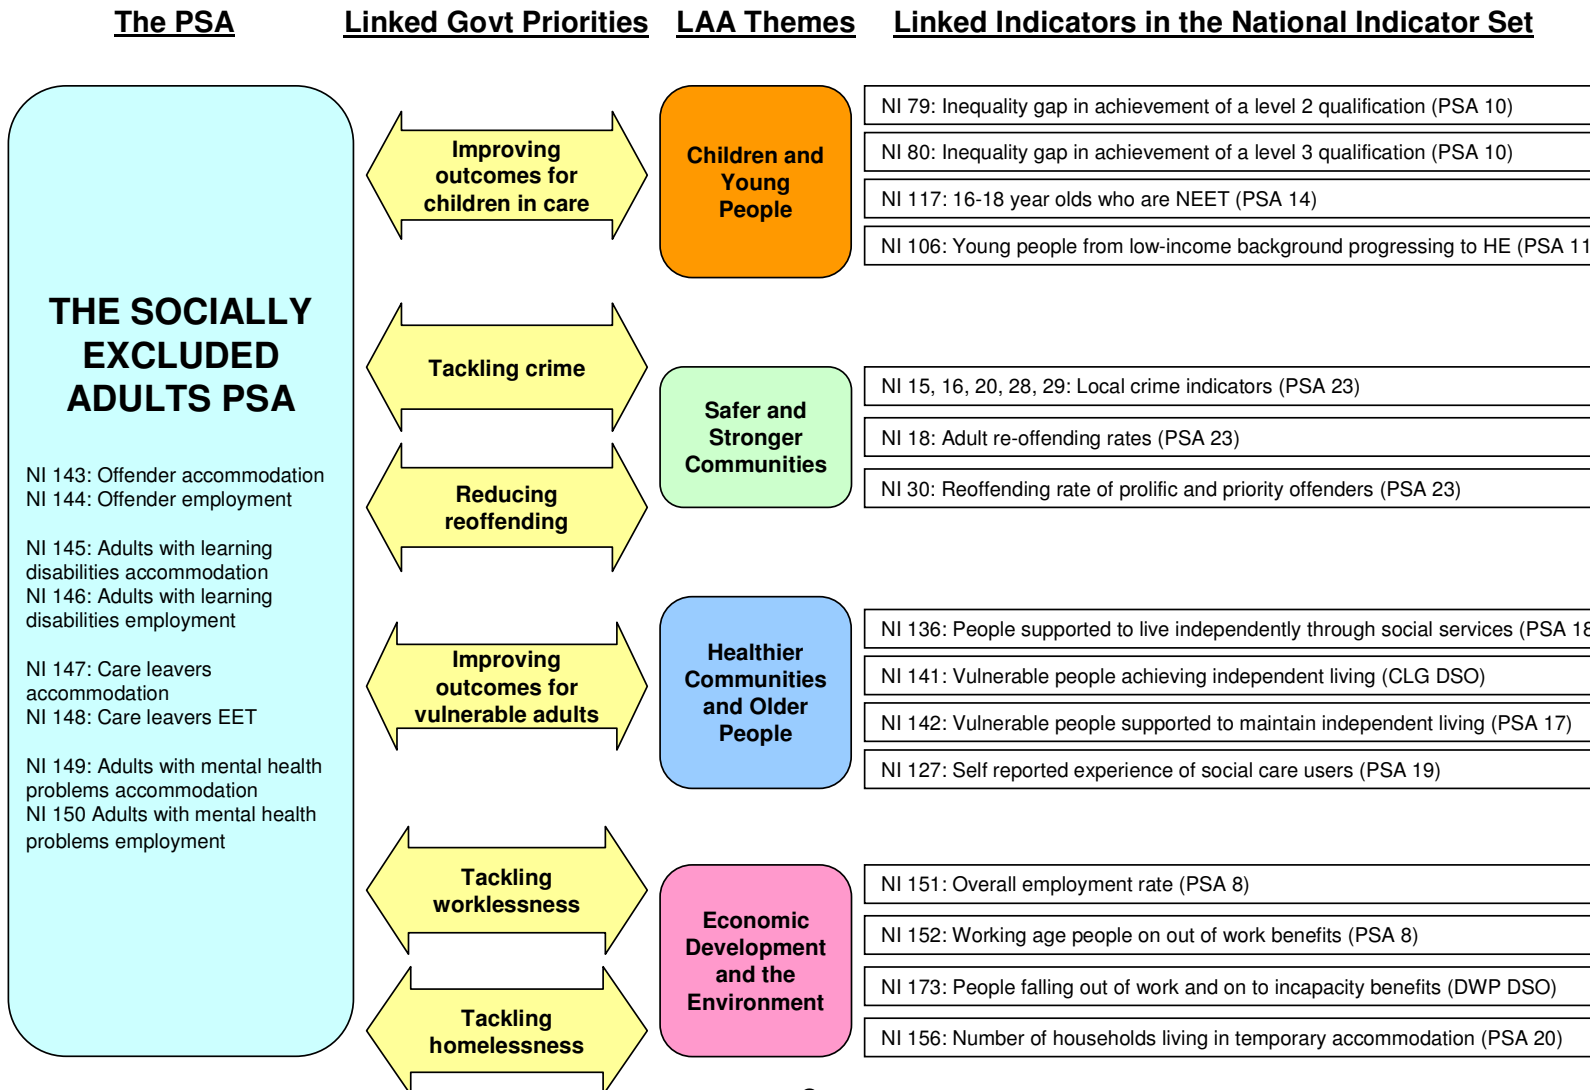 The PSA
Linked Govt Priorities
LAA Themes
Linked Indicators in the National Indicator Set
THE SOCIALLY
EXCLUDED
ADULTS PSA
NI 143: Offender accommodation
NI 144: Offender employment
NI 145: Adults with learning
disabilities accommodation
NI 146: Adults with learning
disabilities employment
NI 147: Care leavers
accommodation
NI 148: Care leavers EET
NI 149: Adults with mental health
problems accommodation
NI 150 Adults with mental health
problems employment
Improving
outcomes for
children in care
Tackling crime
Reducing
reoffending
Improving
outcomes for
vulnerable adults
Tackling
worklessness
Tackling
homelessness
Children and
Young
People
Safer and
Stronger
Communities
Healthier
Communities
and Older
People
Economic
Development
and the
Environment
NI 79: Inequality gap in achievement of a level 2 qualification (PSA 10)
NI 80: Inequality gap in achievement of a level 3 qualification (PSA 10)
NI 117: 16-18 year olds who are NEET (PSA 14)
NI 106: Young people from low-income background progressing to HE (PSA 11
NI 15, 16, 20, 28, 29: Local crime indicators (PSA 23)
NI 18: Adult re-offending rates (PSA 23)
NI 30: Reoffending rate of prolific and priority offenders (PSA 23)
NI 136: People supported to live independently through social services (PSA 18
NI 141: Vulnerable people achieving independent living (CLG DSO)
NI 142: Vulnerable people supported to maintain independent living (PSA 17)
NI 127: Self reported experience of social care users (PSA 19)
NI 151: Overall employment rate (PSA 8)
NI 152: Working age people on out of work benefits (PSA 8)
NI 173: People falling out of work and on to incapacity benefits (DWP DSO)
NI 156: Number of households living in temporary accommodation (PSA 20)